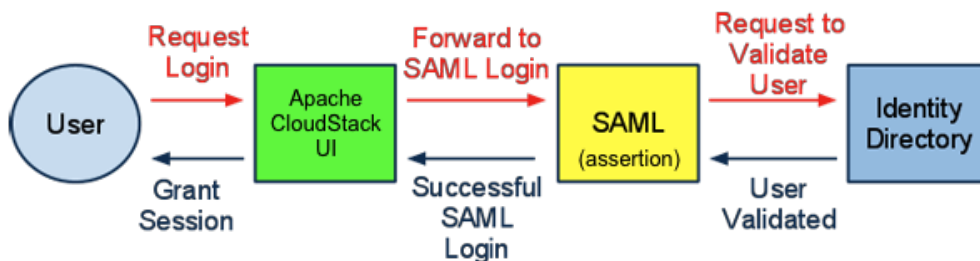 Request
Login
Forward to
SAML Login
Request to
Validate
User
User
Apache
CloudStack
UI
SAML
(assertion)
Identity
Directory
Grant
Session
Successful
SAML
Login
User
Validated